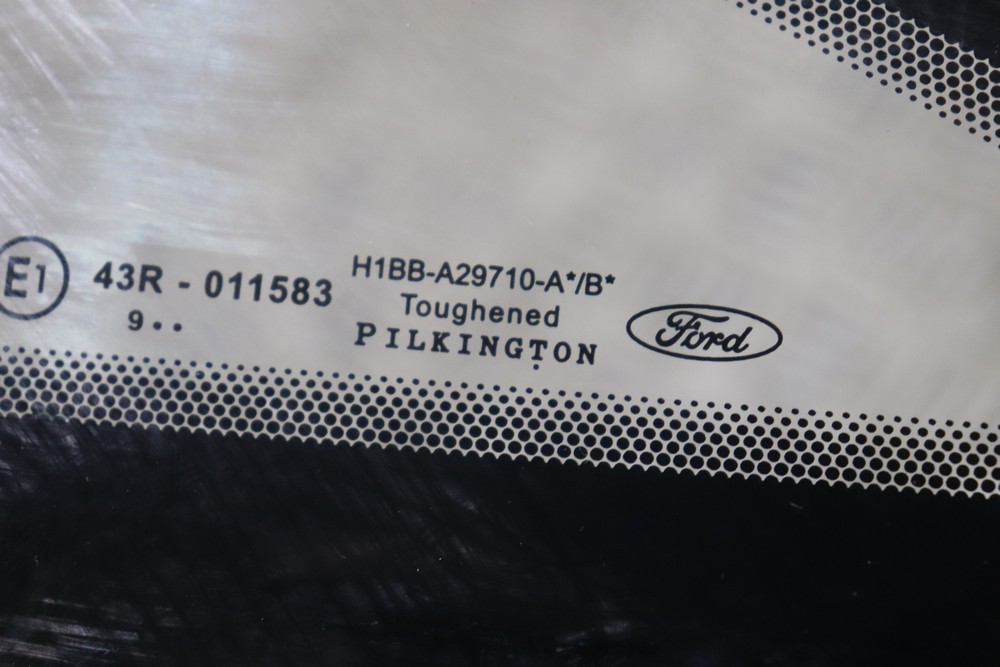 E1
43R - 011583
9..
H1BB-A29710-A*/B*
Toughened
PILKINGTON
Ford